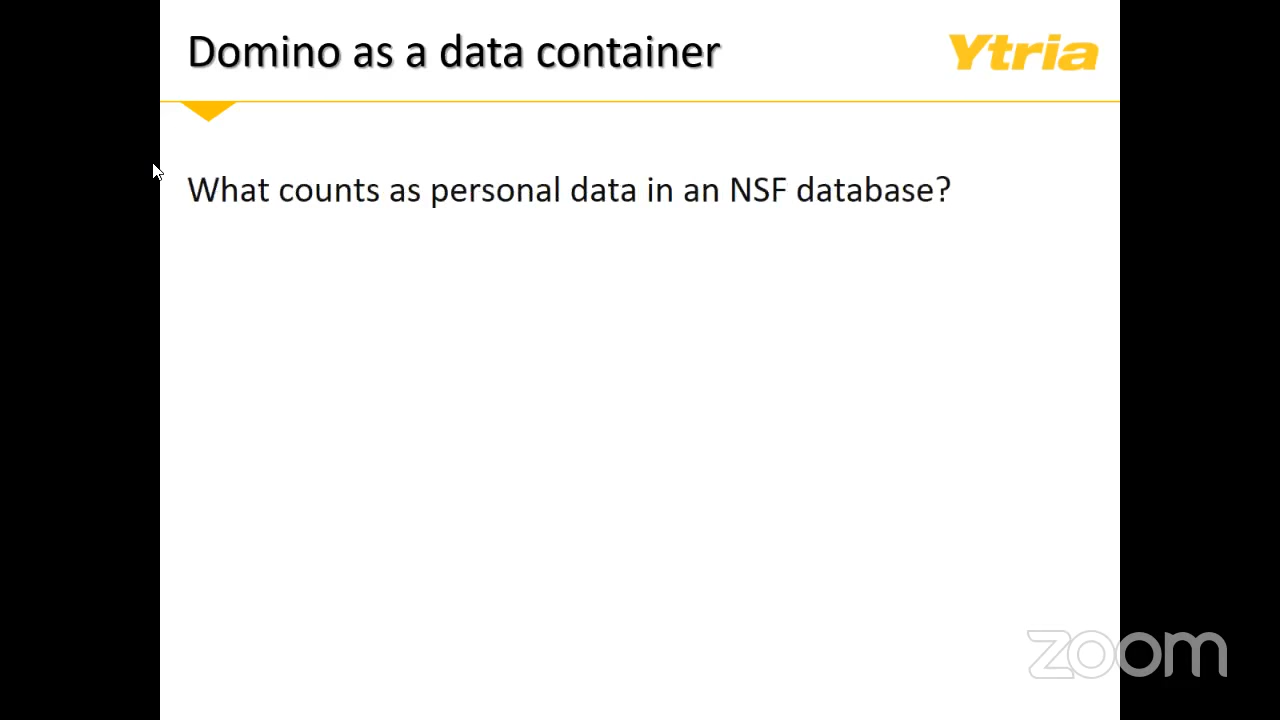 Domino as a data container
Ytria
What counts as personal data in an NSF database?
zoom